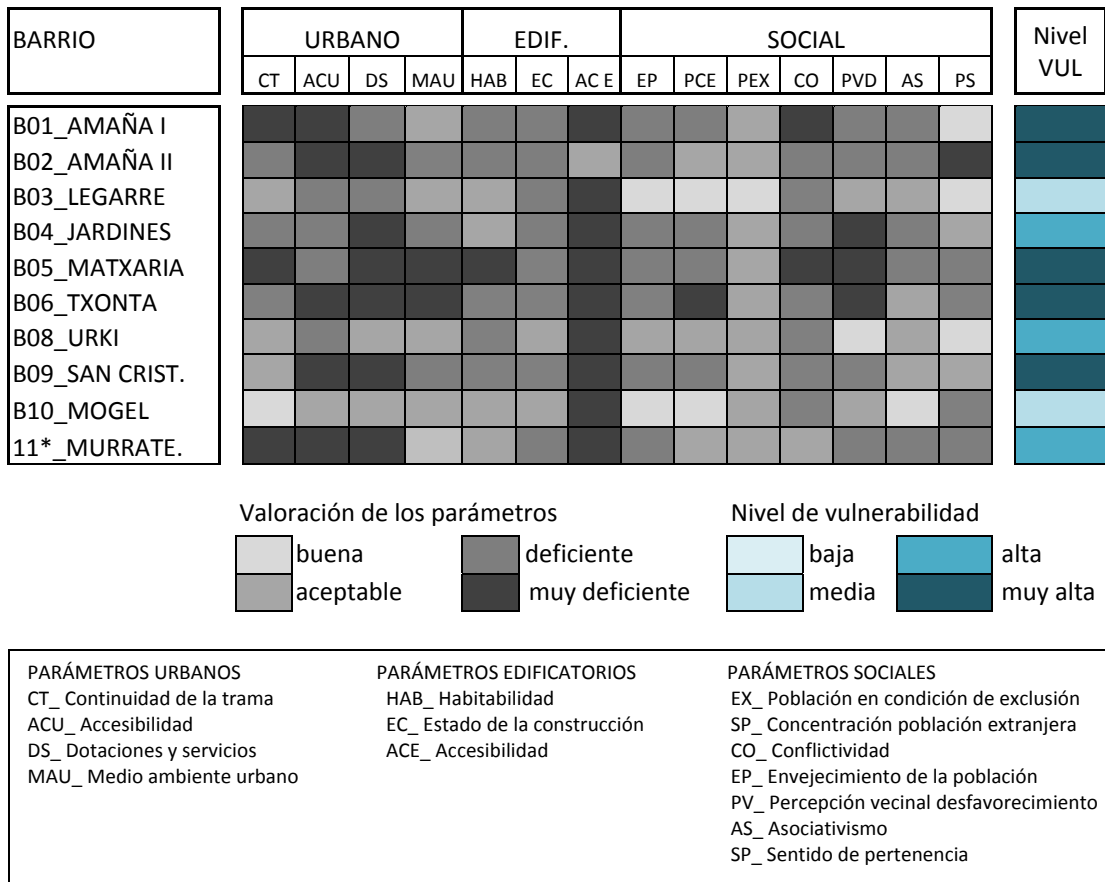 BARRIO
URBANO EDIF. SOCIAL
Nivel
VUL
CT ACU DS MAU HAB EC AC E EP PCE PEX CO PVD AS PS
B01_AMAÑA I
B02_AMAÑA II
B03_LEGARRE
B04_JARDINES
B05_MATXARIA
B06_TXONTA
B08_URKI
B09_SAN CRIST.
B10_MOGEL
11*_MURRATE.
Valoración de los parámetros
buena deficiente
aceptable muy deficiente
Nivel de vulnerabilidad
baja alta
media muy alta
PARÁMETROS URBANOS
CT_ Continuidad de la trama
ACU_ Accesibilidad
DS_ Dotaciones y servicios
MAU_ Medio ambiente urbano
PARÁMETROS EDIFICATORIOS
HAB_ Habitabilidad
EC_ Estado de la construcción
ACE_ Accesibilidad
PARÁMETROS SOCIALES
EX_ Población en condición de exclusión
SP_ Concentración población extranjera
CO_ Conflictividad
EP_ Envejecimiento de la población
PV_ Percepción vecinal desfavorecimiento
AS_ Asociativismo
SP_ Sentido de pertenencia